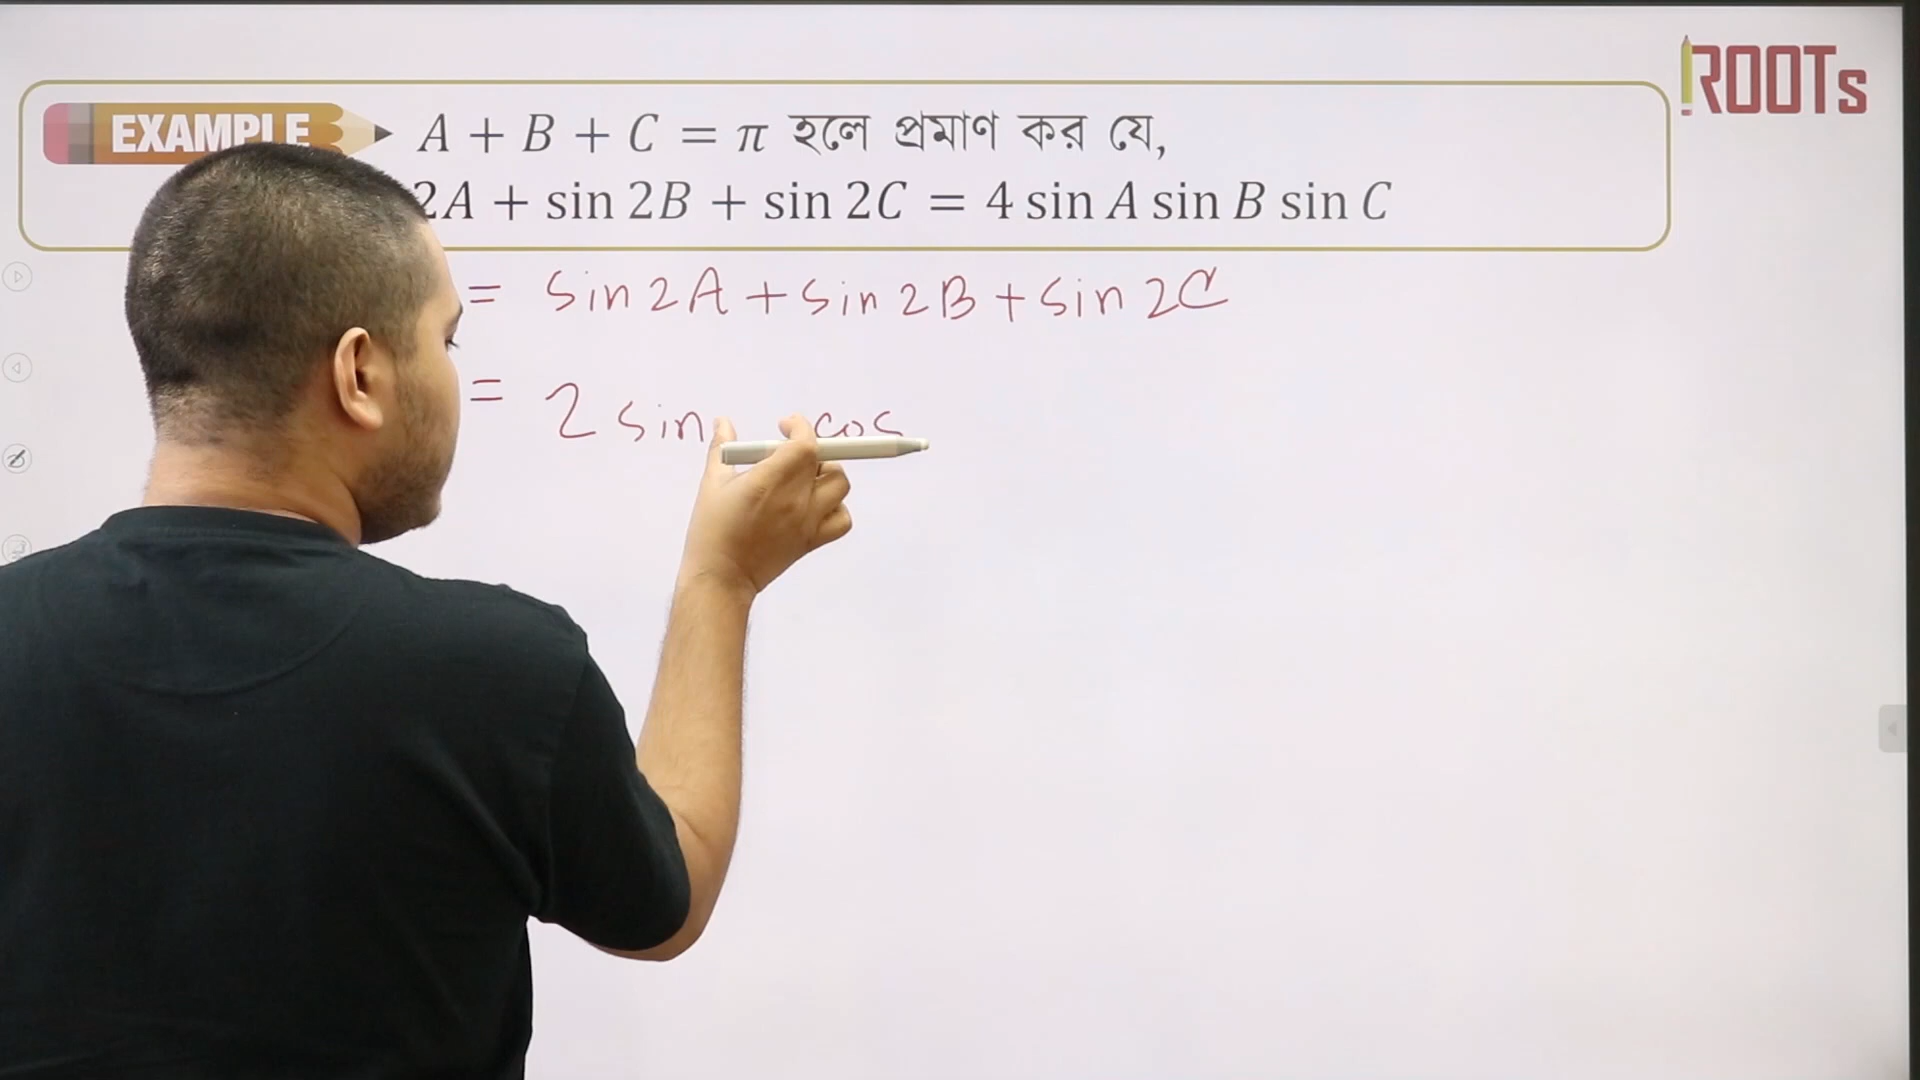 ROOTs
EXAMPLE A + B + C = π হলে প্রমাণ কর যে,
2A + sin 2B + sin 2C = 4 sin A sin B sin C
= sin 2A + sin 2B + sin 2C
= 2 sin cos